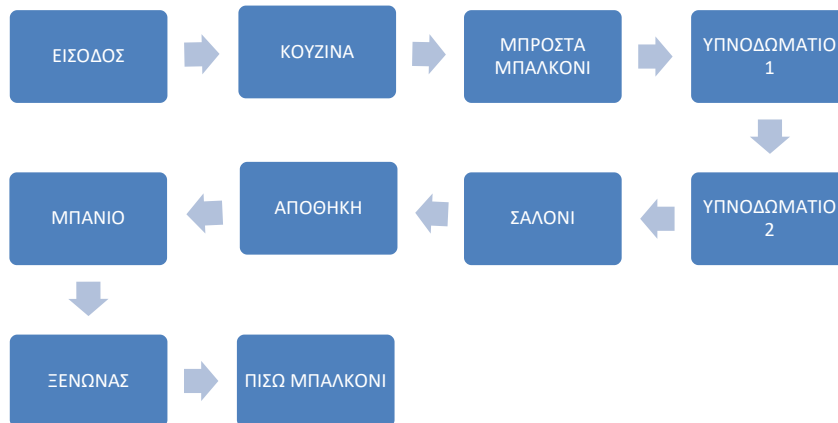 ΕΙΣΟΔΟΣ
ΚΟΥΖΙΝΑ
ΜΠΡΟΣΤΑ
ΜΠΑΛΚΟΝΙ
ΥΠΝΟΔΩΜΑΤΙΟ
1
ΥΠΝΟΔΩΜΑΤΙΟ
2
ΣΑΛΟΝΙ
ΑΠΟΘΗΚΗ
ΜΠΑΝΙΟ
ΞΕΝΩΝΑΣ
ΠΙΣΩ ΜΠΑΛΚΟΝΙ